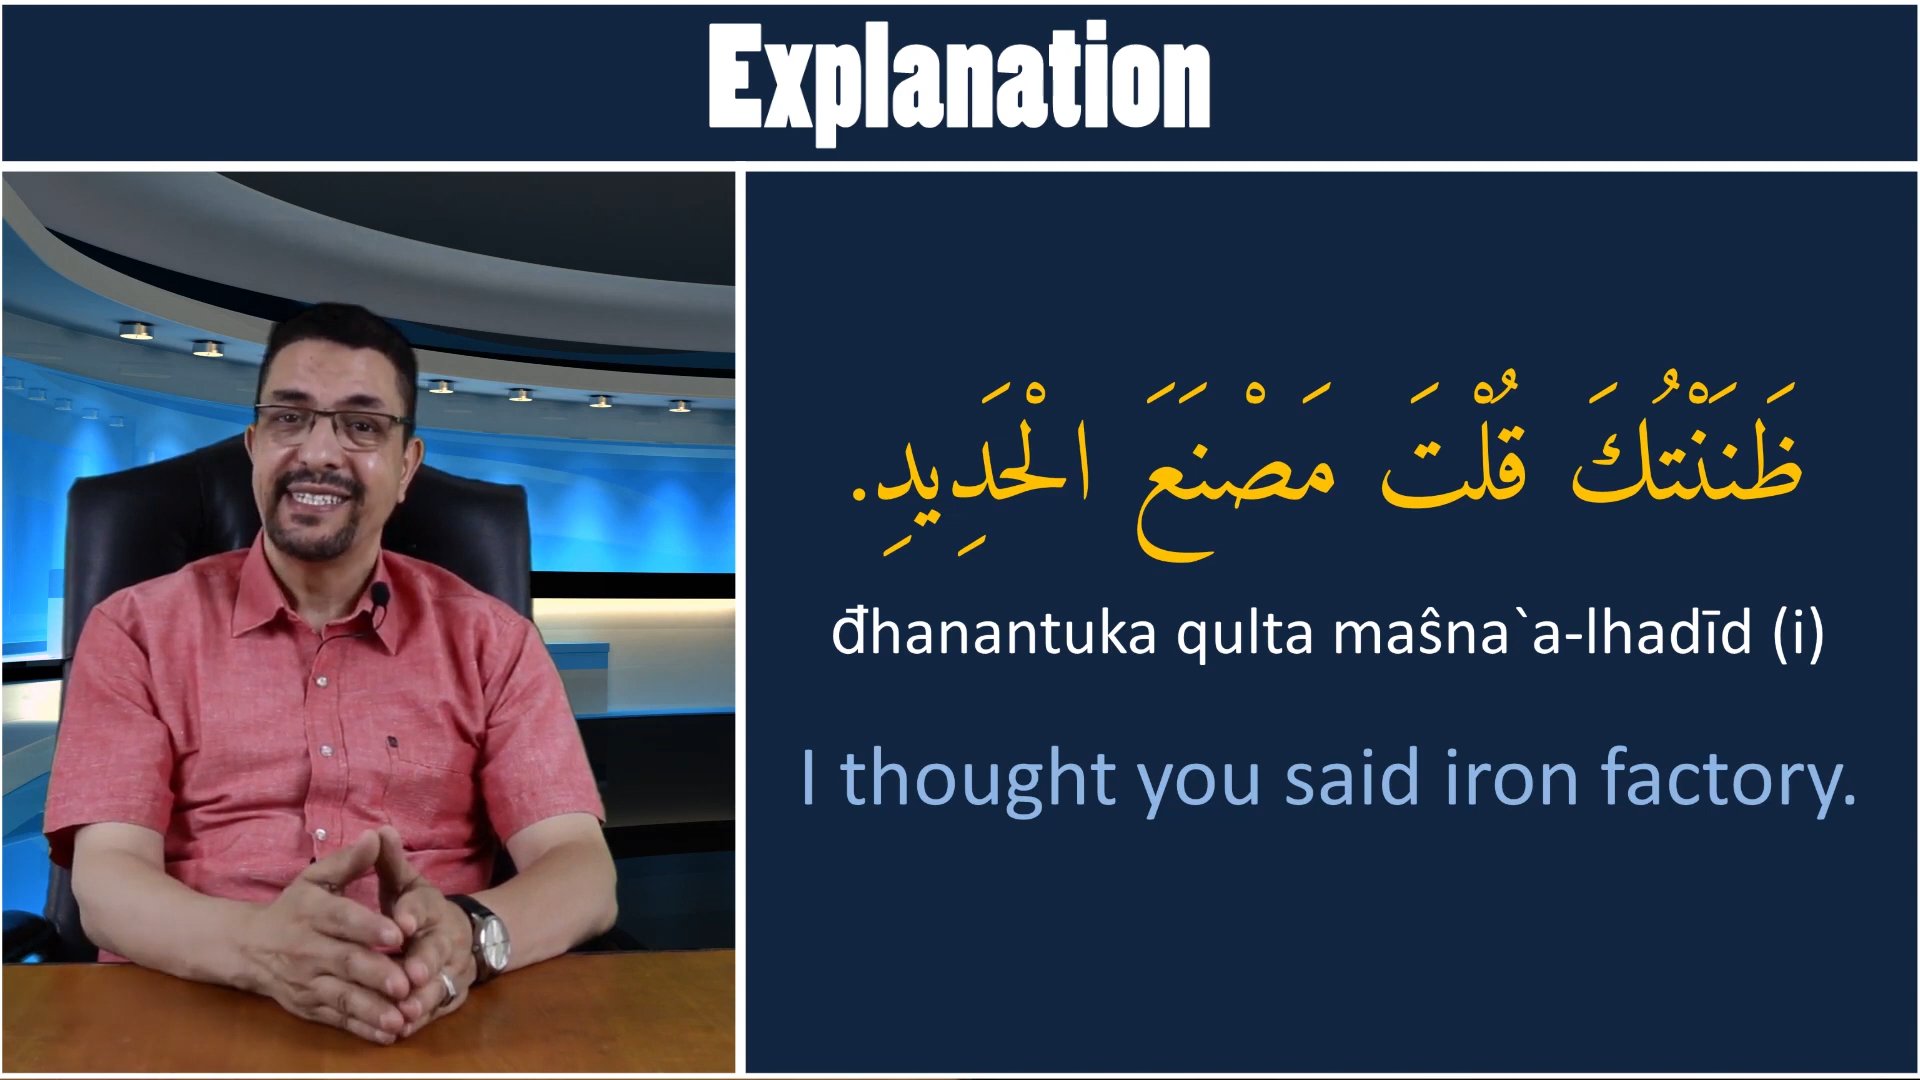 Explanation
ظَنَنْتُكَ قُلْتَ مَصْنَعَ الْحَدِيدِ.
đhanantuka qulta maŝna`a-lhadīd (i)
I thought you said iron factory.